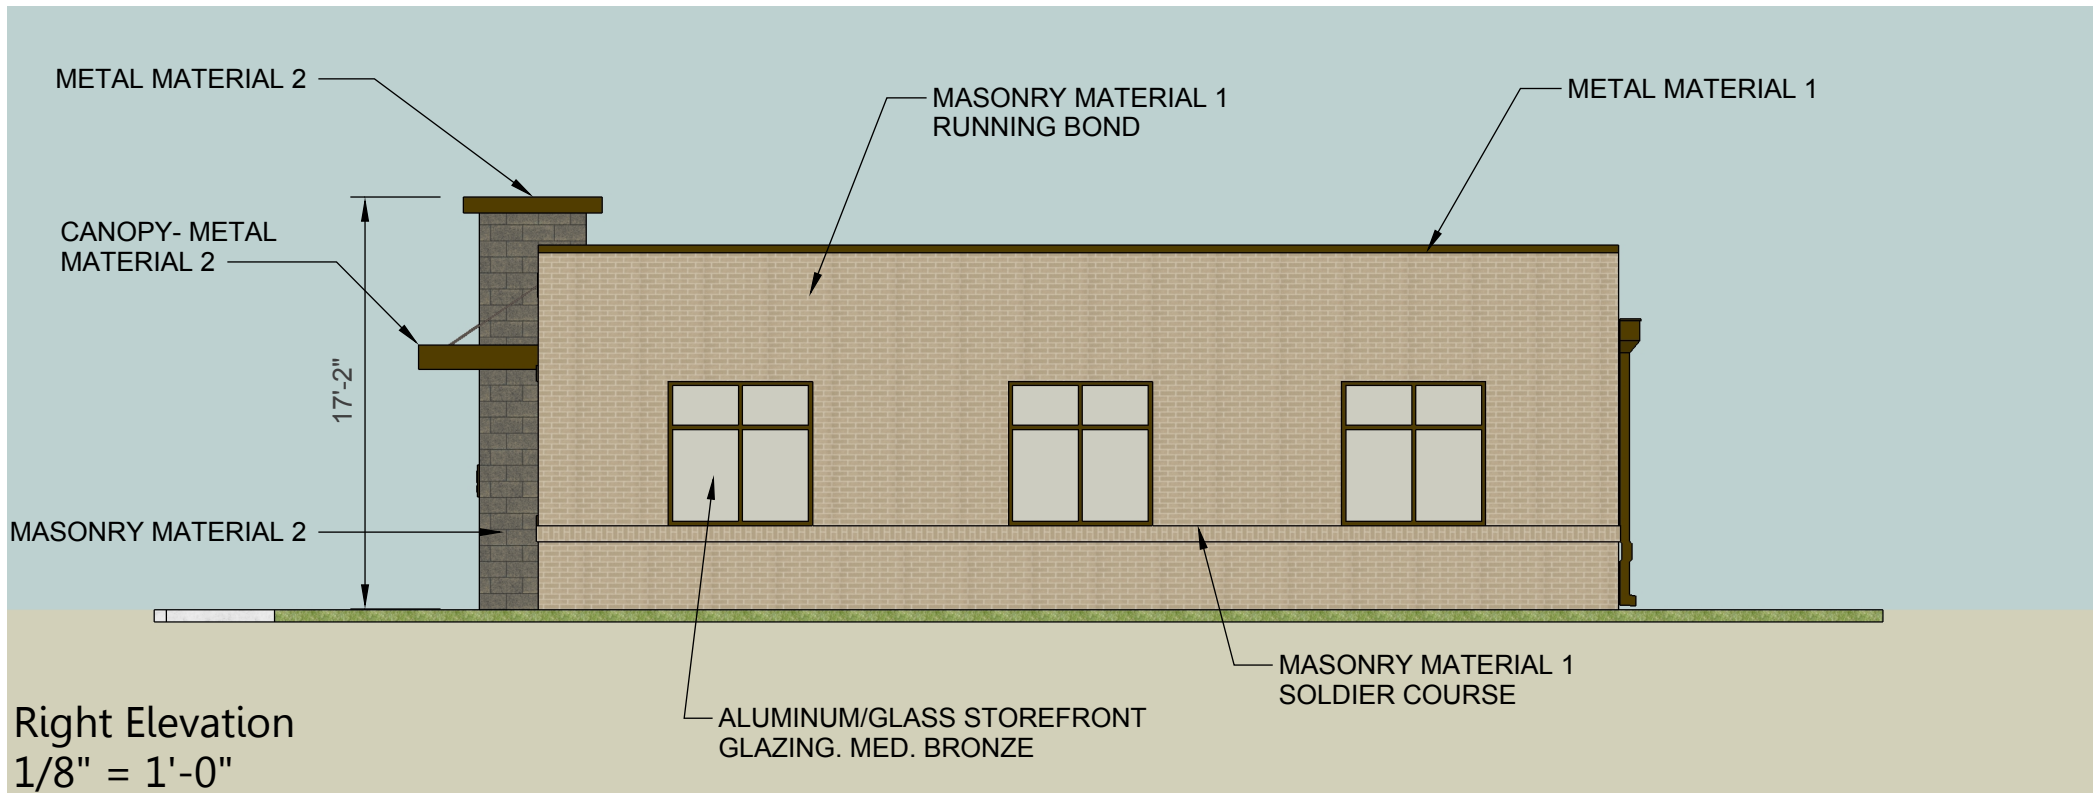 METAL MATERIAL 2
MASONRY MATERIAL 1
RUNNING BOND
METAL MATERIAL 1
CANOPY- METAL
MATERIAL 2
17'-2"
MASONRY MATERIAL 2
MASONRY MATERIAL 1
SOLDIER COURSE
ALUMINUM/GLASS STOREFRONT
GLAZING. MED. BRONZE
Right Elevation
1/8" = 1'-0"